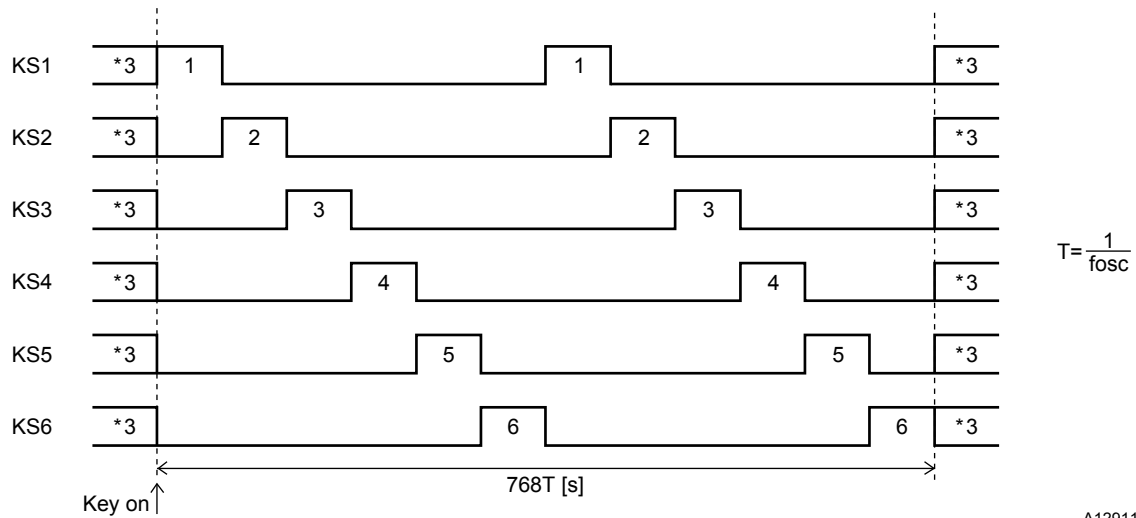 KS1 *3 1 1 *3
KS2 *3 2 2 *3
KS3 *3 3 3 *3
T= 1/fosc
KS4 *3 4 4 *3
KS5 *3 5 5 *3
KS6 *3 6 6 *3
768T [s]
Key on
A12911